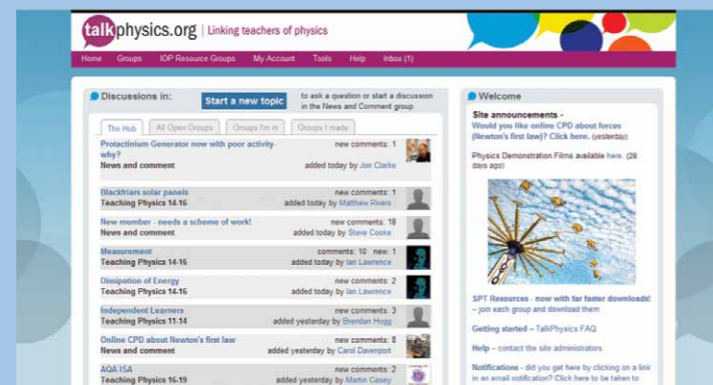 talkphysics.org | Linking teachers of physics
Home Groups IOP Resource Groups My Account Tools Help Inbox (1)
Discussions in:
Start a new topic
to ask a question or start a discussion
in the News and Comment group
The Hub All Open Groups Groups I'm in Groups I made
Protactinium Generator now with poor activity-
why?
new comments: 1
News and comment
added today by Jon Clarke
Blackfriars solar panels
new comments: 1
Teaching Physics 14-16
added today by Matthew Rivers
New member - needs a scheme of work!
new comments: 18
News and comment
added today by Steve Cooke
Measurement
comments: 10 new: 1
Teaching Physics 14-16
added today by Ian Lawrence
Dissipation of Energy
new comments: 2
Teaching Physics 14-16
added today by Ian Lawrence
Independent Learners
new comments: 3
Teaching Physics 11-14
added yesterday by Brendan Hogg
Online CPD about Newton's first law
new comments: 8
News and comment
added yesterday by Carol Davenport
AQA ISA
new comments: 2
Teaching Physics 16-19
added yesterday by Martin Casey
Welcome
Site announcements -
Would you like online CPD about forces
(Newton's first law)? Click here. (yesterday)
Physics Demonstration Films available here. (28
days ago)
SPT Resources - now with far faster downloads!
– join each group and download them
Getting started – TalkPhysics FAQ
Help – contact the site administrators
Notifications - did you get here by clicking on a link
in an email notification? Click here to be taken to